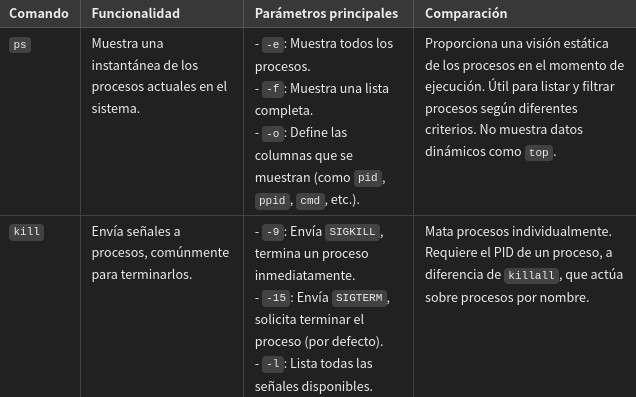 Comando Funcionalidad Parámetros principales Comparación
ps
Muestra una
instantánea de los
procesos actuales en el
sistema.
- -e: Muestra todos los
procesos.
- -f: Muestra una lista
completa.
- -o: Define las
columnas que se
muestran (como pid,
ppid, cmd, etc.).
Proporciona una visión estática
de los procesos en el momento de
ejecución. Útil para listar y filtrar
procesos según diferentes
criterios. No muestra datos
dinámicos como top.
kill
Envía señales a
procesos, comúnmente
para terminarlos.
- -9: Envía SIGKILL,
termina un proceso
inmediatamente.
- -15: Envía SIGTERM,
solicita terminar el
proceso (por defecto).
- -l: Lista todas las
señales disponibles.
Mata procesos individualmente.
Requiere el PID de un proceso, a
diferencia de killall, que actúa
sobre procesos por nombre.